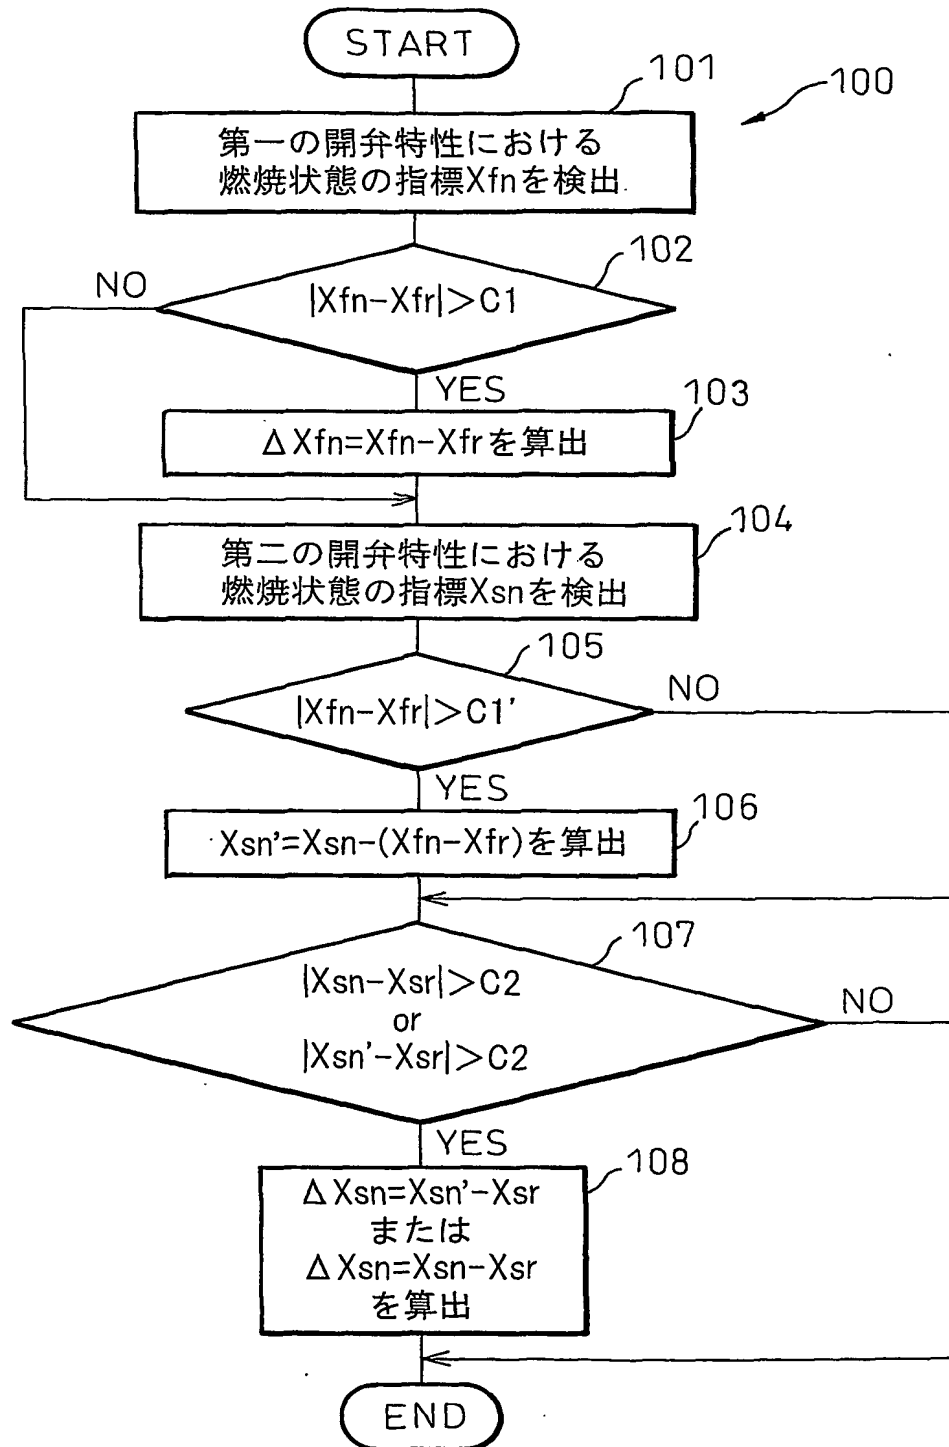 START
101
100
第一の開弁特性における
燃焼状態の指標Xfnを検出
102
NO
|Xfn-Xfr|>C1
YES
103
ΔXfn=Xfn-Xfrを算出
104
第二の開弁特性における
燃焼状態の指標Xsnを検出
105
NO
|Xfn-Xfr|>C1'
YES
106
Xsn'=Xsn-(Xfn-Xfr)を算出
107
|Xsn-Xsr|>C2
or
|Xsn'-Xsr|>C2
NO
YES
108
ΔXsn=Xsn'-Xsr
または
ΔXsn=Xsn-Xsr
を算出
END